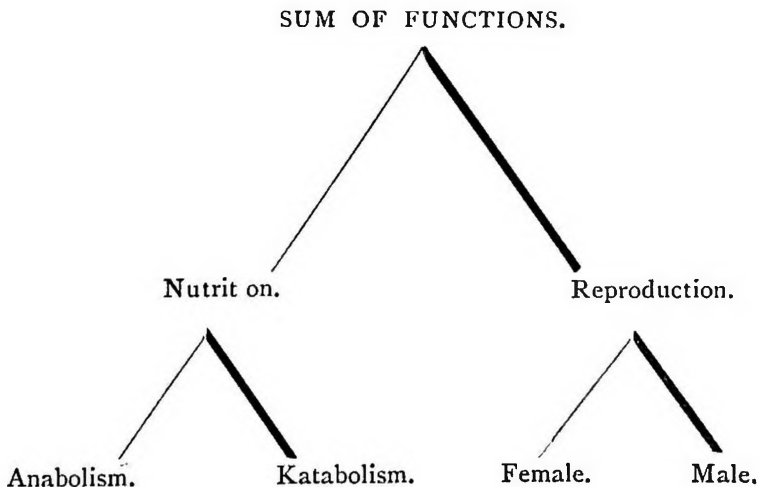 SUM OF FUNCTIONS.
Nutrit on. Reproduction.
Anabolism. Katabolism. Female. Male.